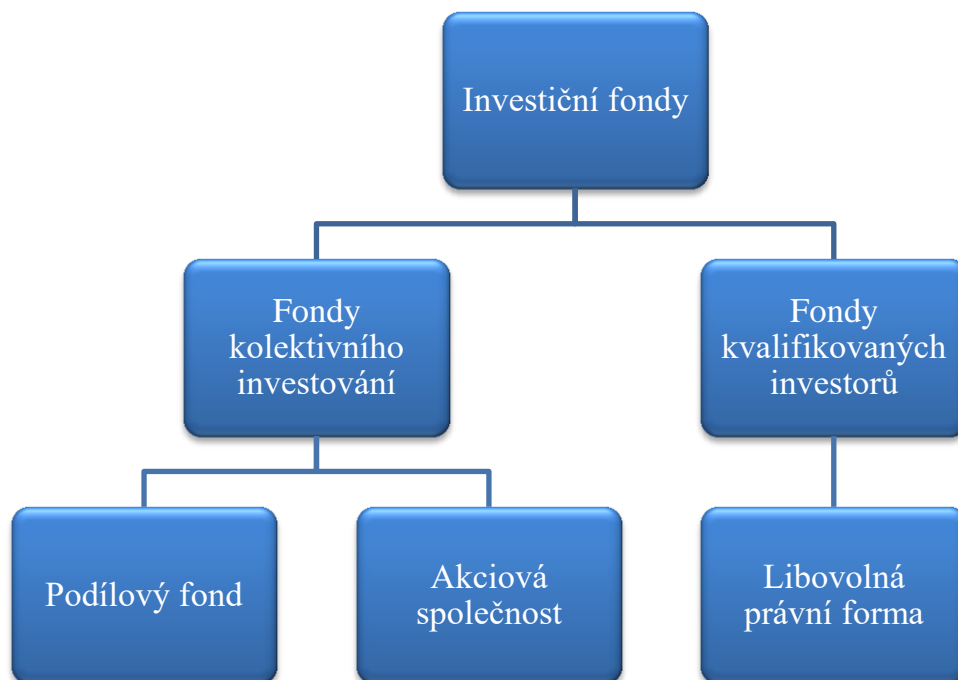 Investiční fondy
Fondy
kolektivního
investování
Fondy
kvalifikovaných
investorů
Podílový fond
Akciová
společnost
Libovolná
právní forma